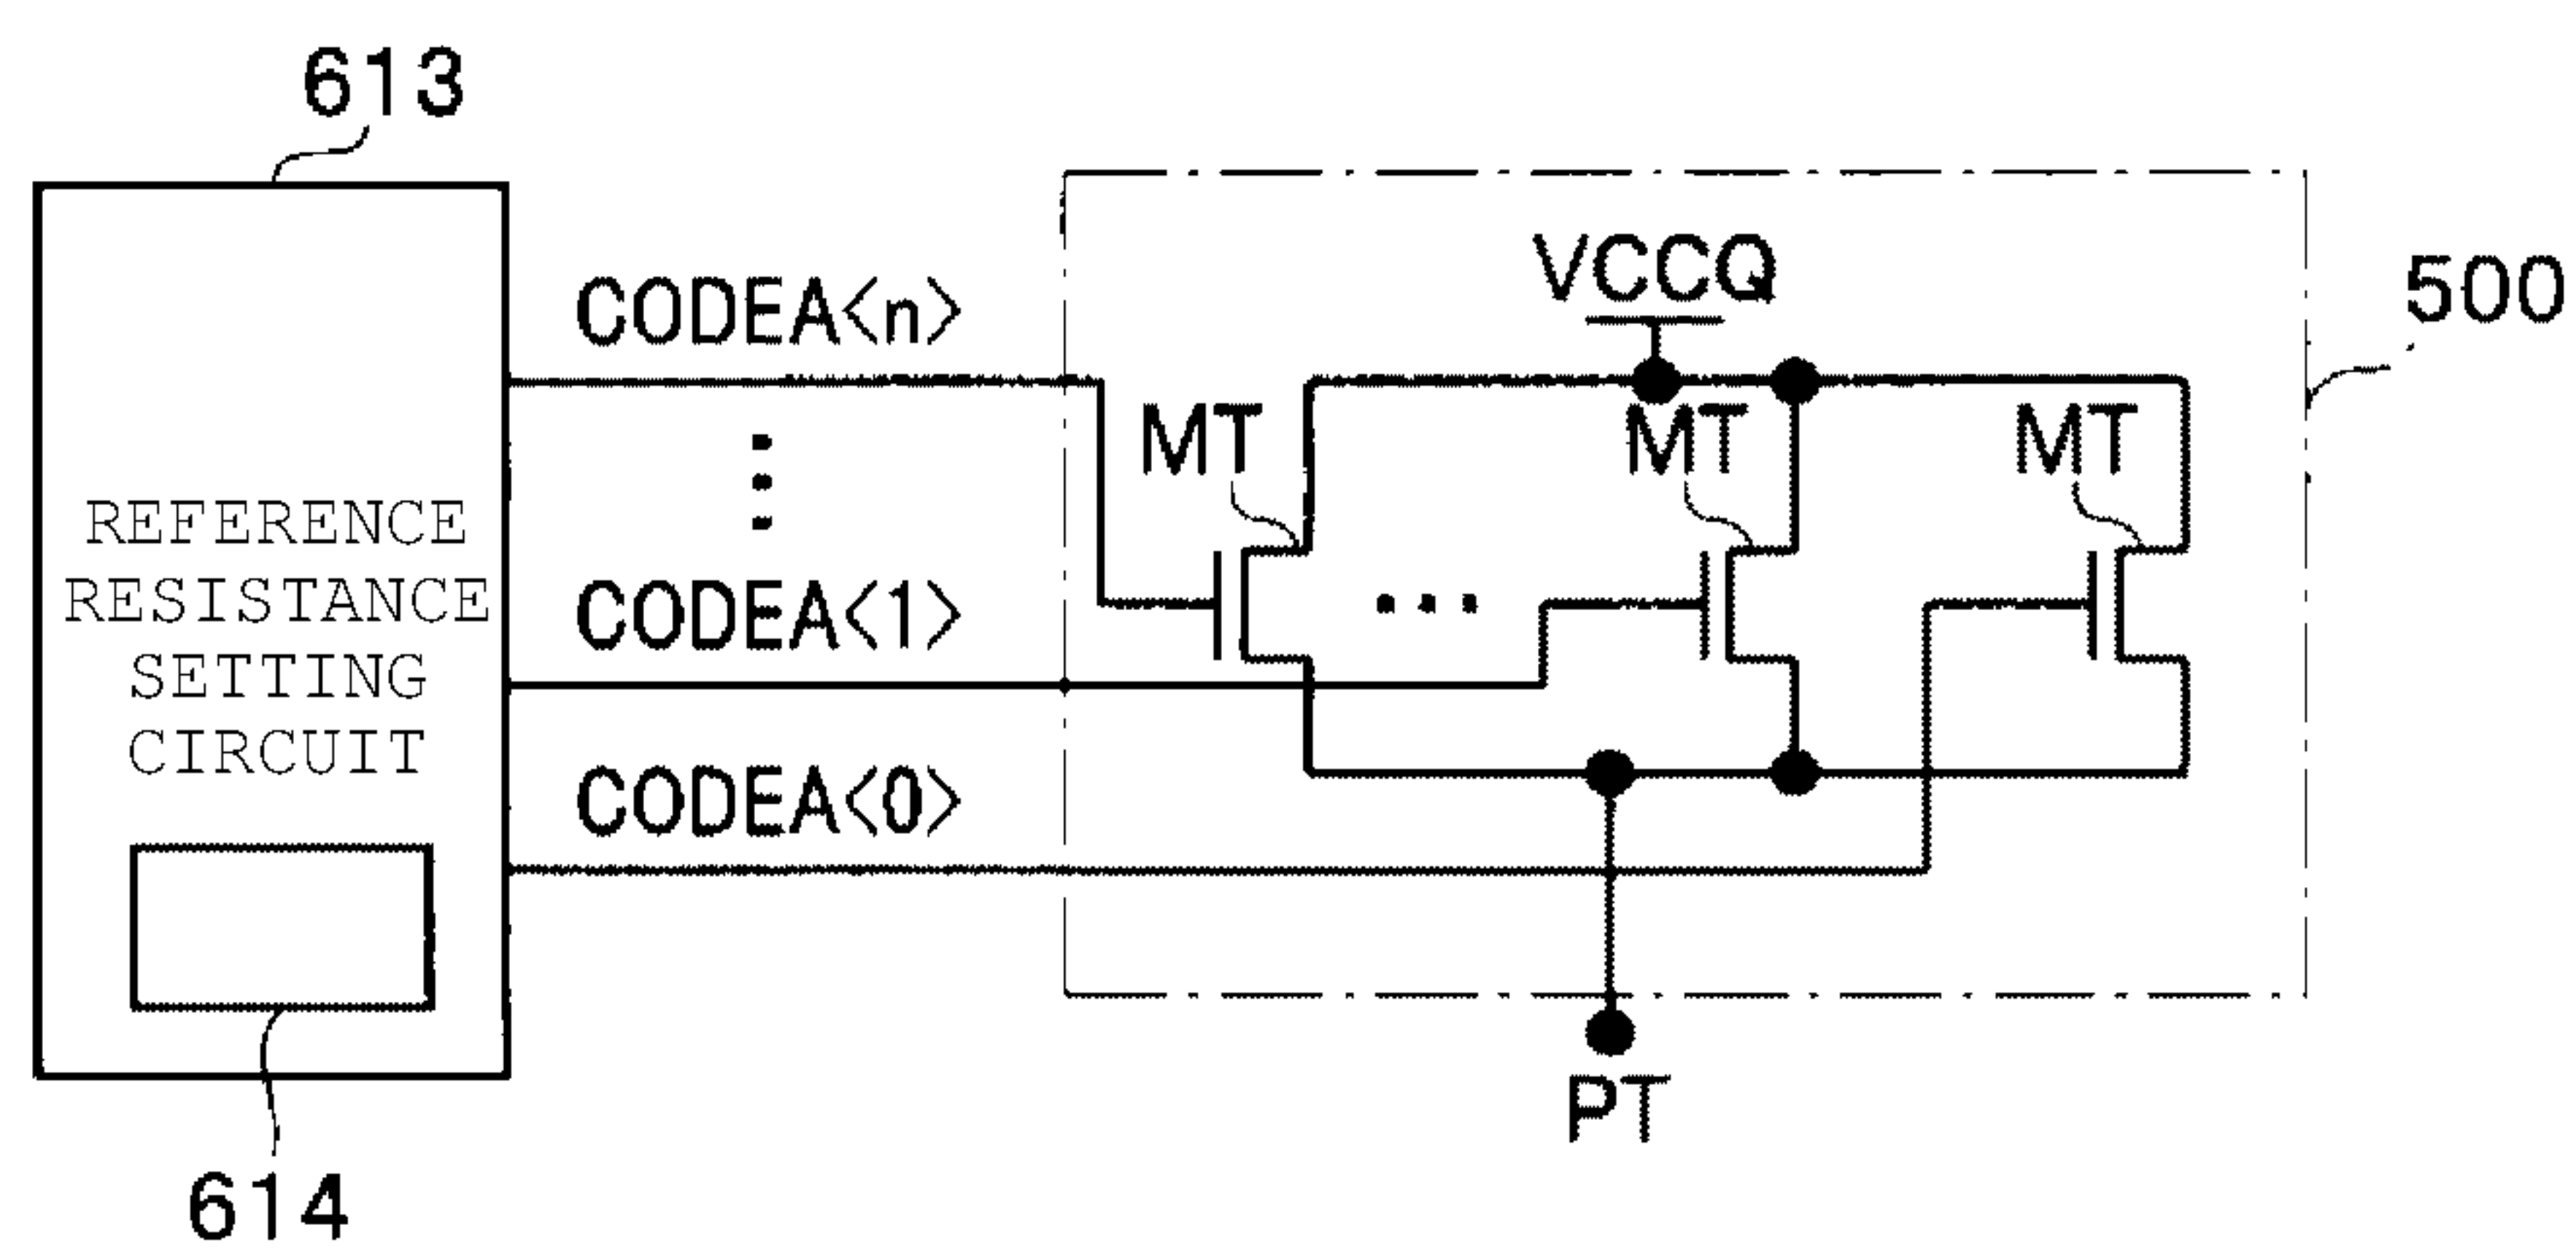 613
CODEA<n>
VCCQ
500
MT
MT
MT
REFERENCE
RESISTANCE
SETTING
CIRCUIT
CODEA<1>
CODEA<0>
PT
614